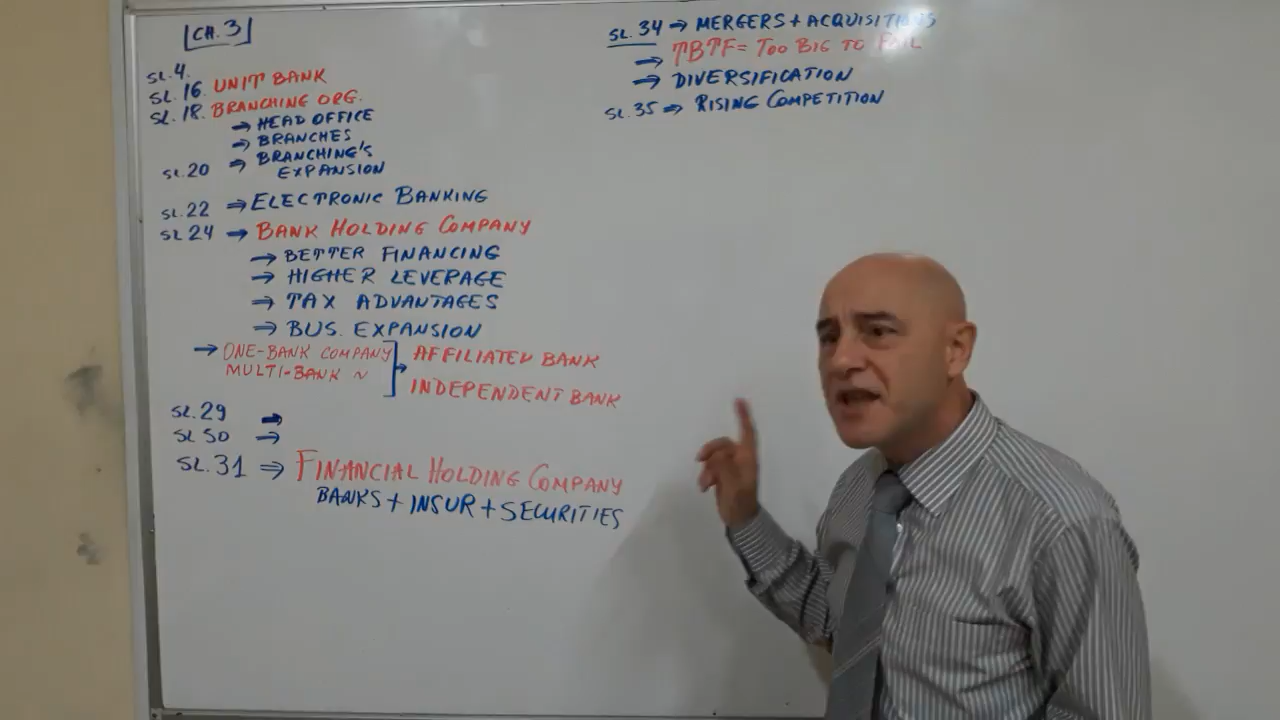 CH.3
SL.4.
SL.16. UNIT BANK
SL.18. BRANCHING ORG.
⇒ HEAD OFFICE
⇒ BRANCHES
SL.20 ⇒ BRANCHING'S
EXPANSION
SL.22 ⇒ ELECTRONIC BANKING
SL24 → BANK HOLDING COMPANY
⇒ BETTER FINANCING
⇒ HIGHER LEVERAGE
⇒ TAX ADVANTAGES
⇒ BUS. EXPANSION
→ ONE-BANK COMPANY
MULTI-BANK ~
→ AFFILIATED BANK
INDEPENDENT BANK
SL.29 ⇒
SL 30 ⇒
SL.31 ⇒ FINANCIAL HOLDING COMPANY
BANKS + INSUR + SECURITIES
SL.34 ⇒ MERGERS + ACQUISITIONS
⇒ TBTF = TOO BIG TO FAIL
⇒ DIVERSIFICATION
SL.35 ⇒ RISING COMPETITION